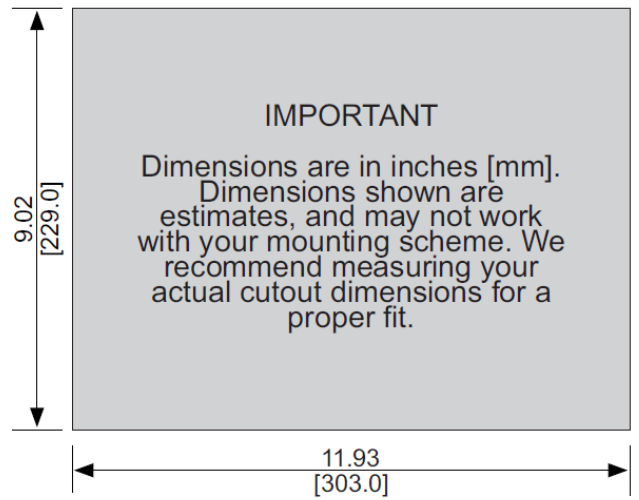 IMPORTANT
Dimensions are in inches [mm].
Dimensions shown are
estimates, and may not work
with your mounting scheme. We
recommend measuring your
actual cutout dimensions for a
proper fit.
9.02
[229.0]
11.93
[303.0]